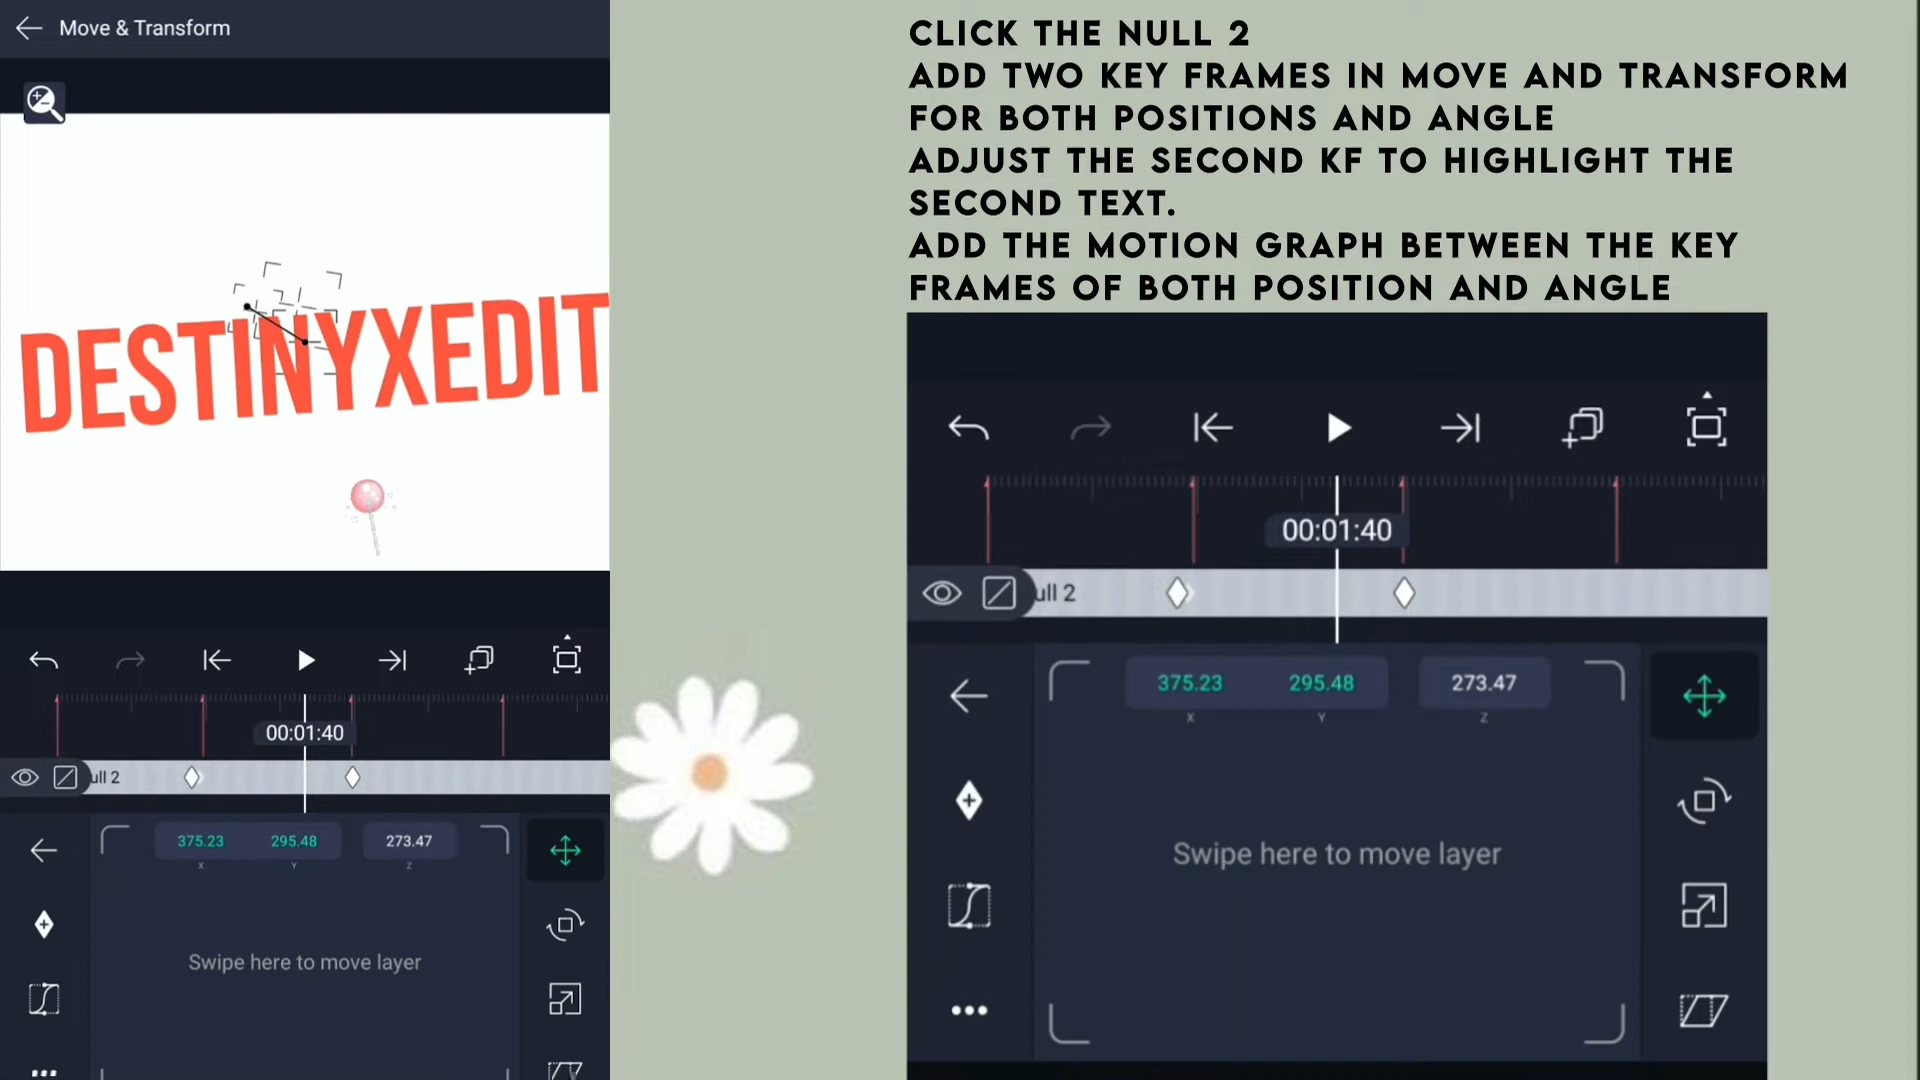 Move & Transform
DESTINYXEDIT
00:01:40
ull 2
375.23 295.48 273.47
X Y Z
Swipe here to move layer
CLICK THE NULL 2
ADD TWO KEY FRAMES IN MOVE AND TRANSFORM
FOR BOTH POSITIONS AND ANGLE
ADJUST THE SECOND KF TO HIGHLIGHT THE
SECOND TEXT.
ADD THE MOTION GRAPH BETWEEN THE KEY
FRAMES OF BOTH POSITION AND ANGLE
00:01:40
ull 2
375.23 295.48 273.47
X Y Z
Swipe here to move layer